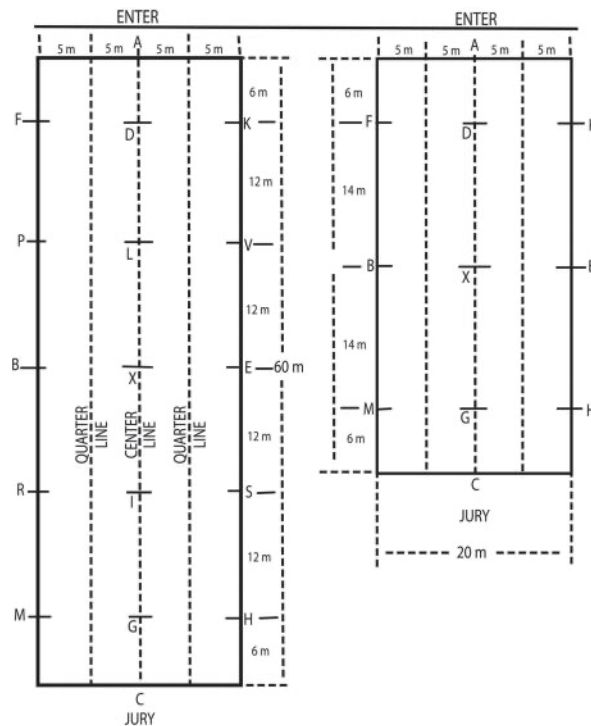 ENTER
5 m 5 m A 5 m 5 m
6 m
F D K
12 m
P L V
12 m
B X E 60 m
QUARTER LINE
CENTER LINE
QUARTER LINE
12 m
R I S
12 m
M G H
6 m
C
JURY
ENTER
5 m 5 m A 5 m 5 m
6 m
F D
14 m
B X E
14 m
M G H
6 m
C
JURY
20 m